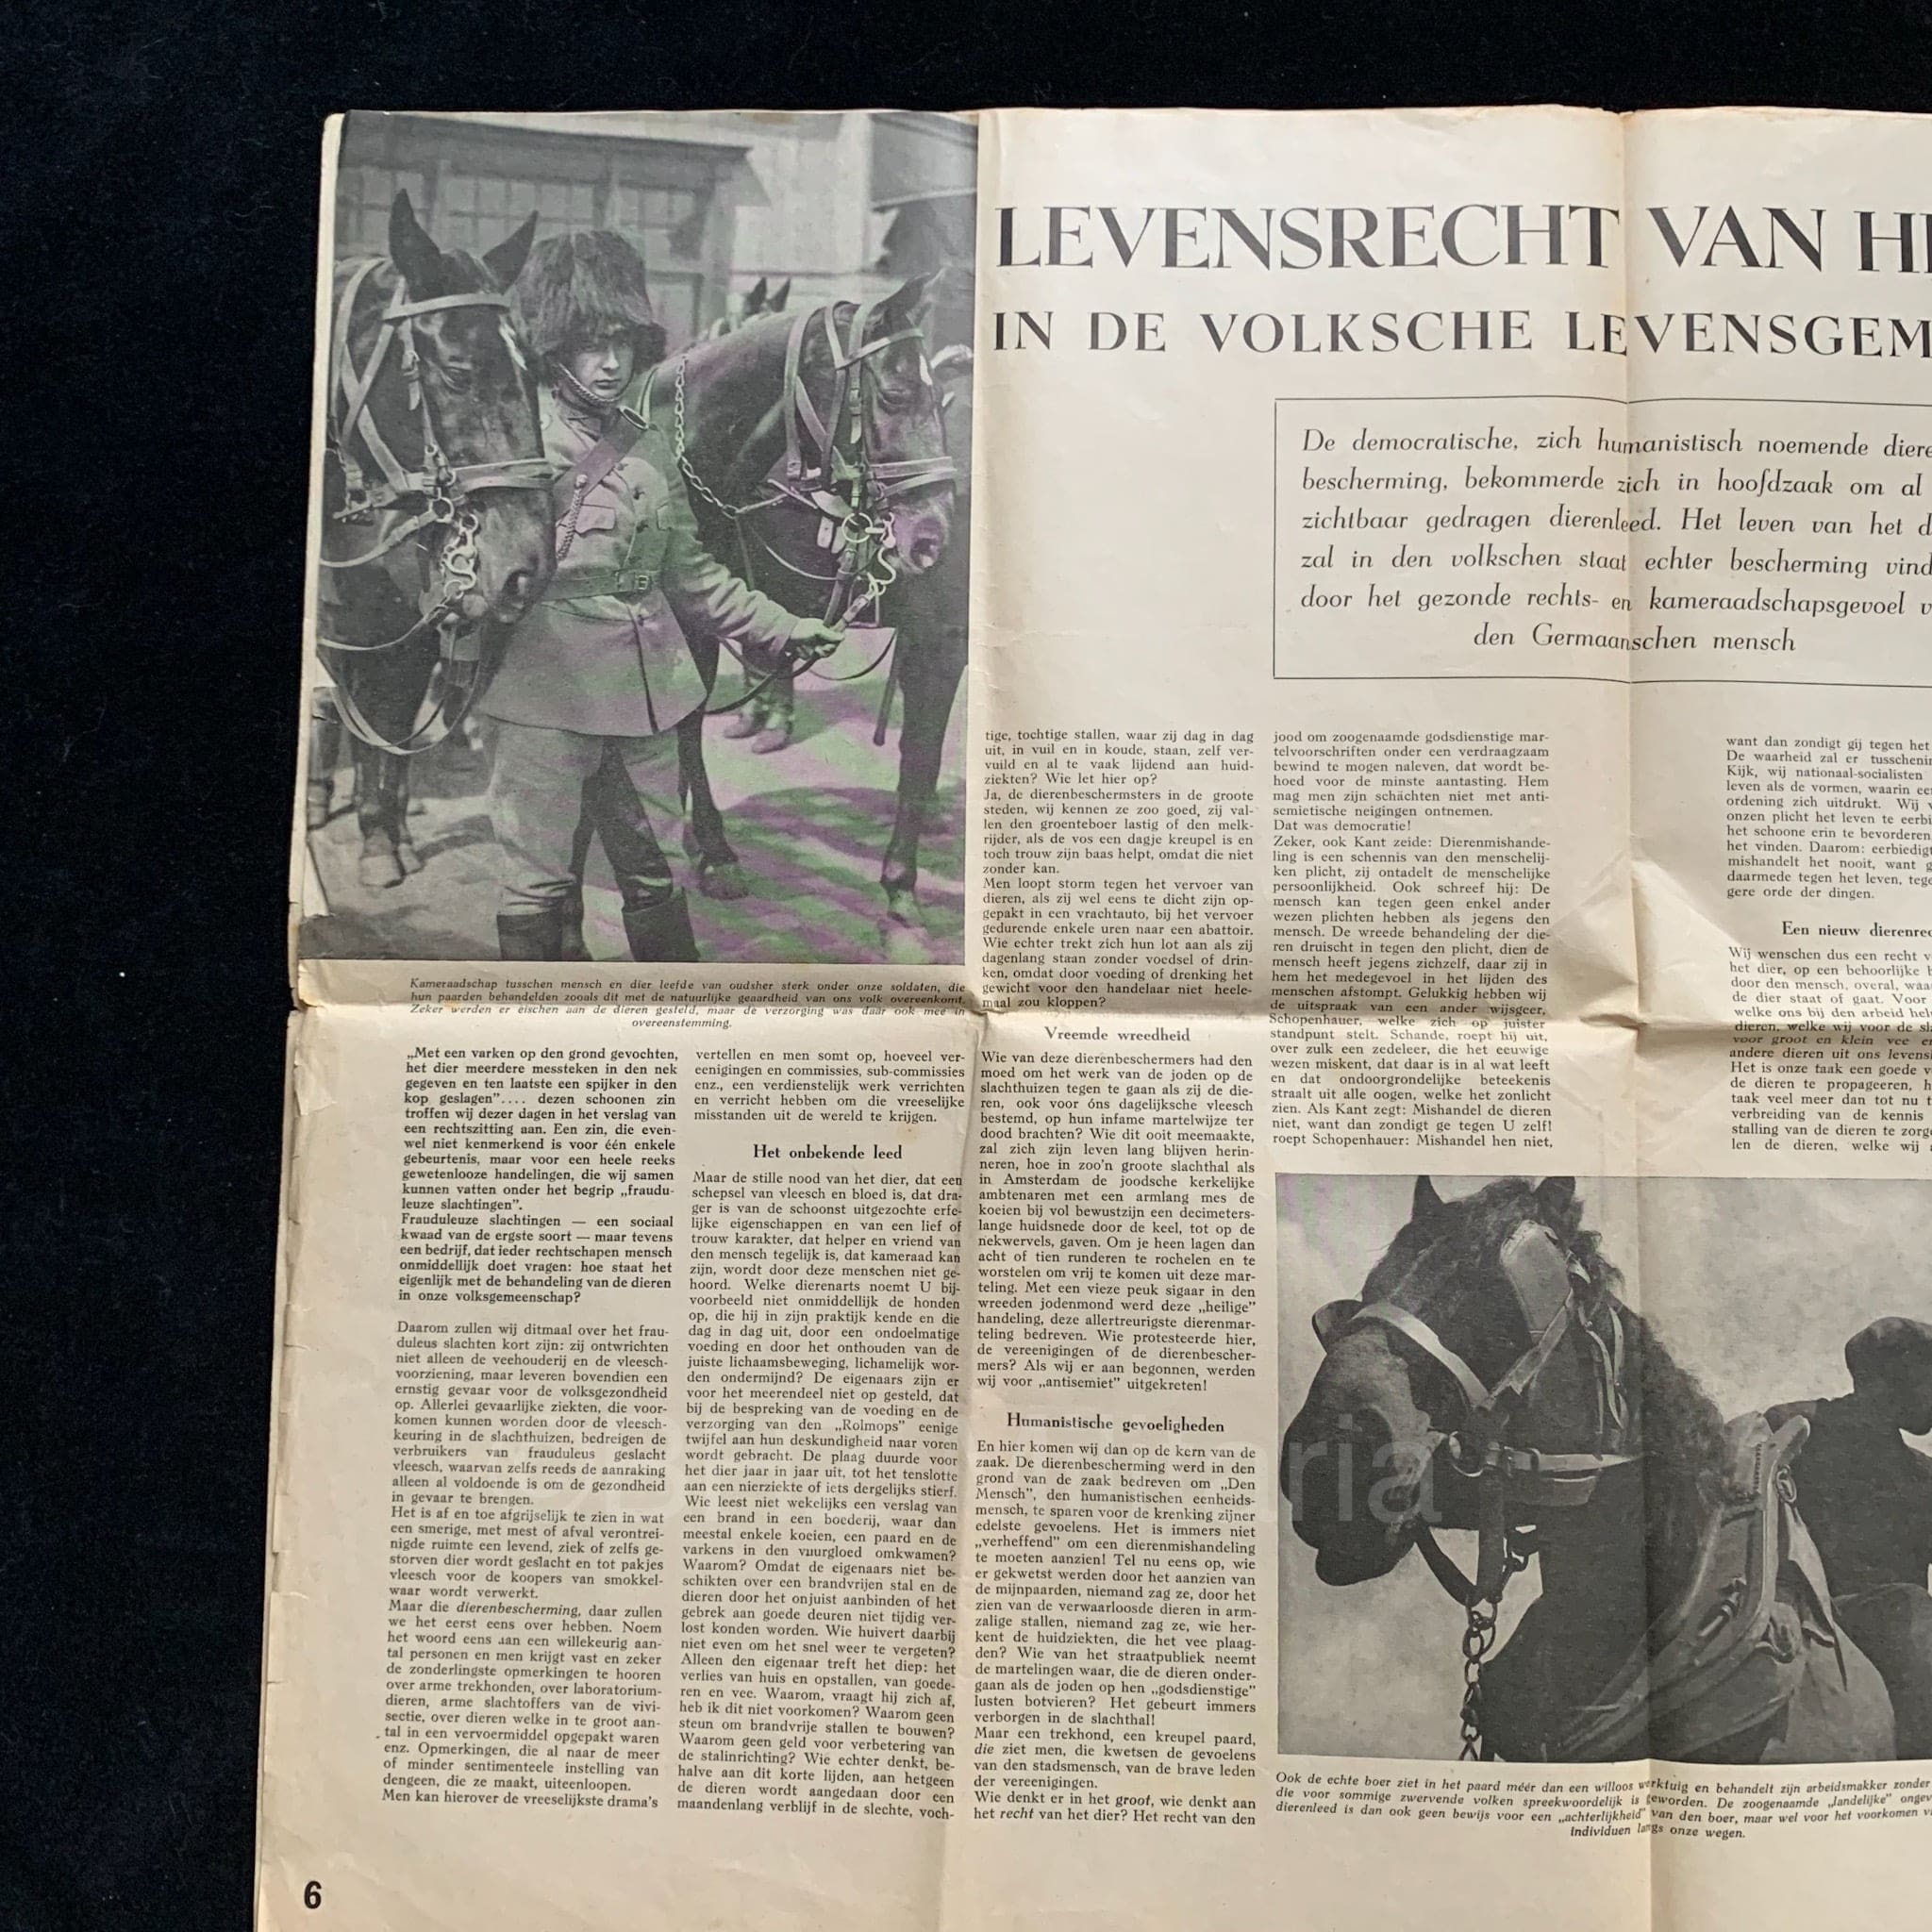 LEVENSRECHT VAN
IN DE VOLKSCHE LEVENSGEM
De democratische, zich humanistisch noemende diere
bescherming, bekommerde zich in hoofdzaak om al
zichtbaar gedragen dierenleed. Het leven van het d
zal in den volkschen staat echter bescherming vind
door het gezonde rechts- en kameraadschapsgevoel v
den Germaanschen mensch
Kameraadschap tusschen mensch en dier leefde van oudsher sterk onder onze soldaten, die
hun paarden behandelden zooals dit met de natuurlijke geaardheid van ons volk overeenkomt.
Zeker werden er eischen aan de dieren gesteld, maar de verzorging was daar ook mee in
overeenstemming.
„Met een varken op den grond gevochten,
het dier meerdere messteken in den nek
gegeven en ten laatste een spijker in den
kop geslagen".... dezen schoonen zin
troffen wij dezer dagen in het verslag van
een rechtszitting aan. Een zin, die even-
wel niet kenmerkend is voor één enkele
gebeurtenis, maar voor een heele reeks
gewetenlooze handelingen, die wij samen
kunnen vatten onder het begrip „fraudu-
leuze slachtingen".
Frauduleuze slachtingen — een sociaal
kwaad van de ergste soort — maar tevens
een bedrijf, dat ieder rechtschapen mensch
onmiddellijk doet vragen: hoe staat het
eigenlijk met de behandeling van de dieren
in onze volksgemeenschap?
Daarom zullen wij ditmaal over het frau-
duleus slachten kort zijn: zij ontwrichten
niet alleen de veehouderij en de vleesch-
voorziening, maar leveren bovendien een
ernstig gevaar voor de volksgezondheid
op. Allerlei gevaarlijke ziekten, die voor-
komen kunnen worden door de vleesch-
keuring in de slachthuizen, bedreigen de
verbruikers van frauduleus geslacht
vleesch, waarvan zelfs reeds de aanraking
alleen al voldoende is om de gezondheid
in gevaar te brengen.
Het is af en toe afgrijselijk te zien in wat
een smerige, met mest of afval verontrei-
nigde ruimte een levend, ziek of zelfs ge-
storven dier wordt geslacht en tot pakjes
vleesch voor de koopers van smokkel-
waar wordt verwerkt.
Maar die dierenbescherming, daar zullen
we het eerst eens over hebben. Noem
het woord eens aan een willekeurig aan-
tal personen en men krijgt vast en zeker
de zonderlingste opmerkingen te hooren
over arme trekhonden, over laboratorium-
dieren, arme slachtoffers van de vivi-
sectie, over dieren welke in te groot aan-
tal in een vervoermiddel opgepakt waren
enz. Opmerkingen, die al naar de meer
of minder sentimenteele instelling van
dengeen, die ze maakt, uiteenloopen.
Men kan hierover de vreeselijkste drama's
vertellen en men somt op, hoeveel ver-
eenigingen en commissies, sub-commissies
enz., een verdienstelijk werk verrichten
en verricht hebben om die vreeselijke
misstanden uit de wereld te krijgen.
Het onbekende leed
Maar de stille nood van het dier, dat een
schepsel van vleesch en bloed is, dat dra-
ger is van de schoonst uitgezochte erfe-
lijke eigenschappen en van een lief of
trouw karakter, dat helper en vriend van
den mensch tegelijk is, dat kameraad kan
zijn, wordt door deze menschen niet ge-
hoord. Welke dierenarts noemt U bij-
voorbeeld niet onmiddellijk de honden
op, die hij in zijn praktijk kende en die
dag in dag uit, door een ondoelmatige
voeding en door het onthouden van de
juiste lichaamsbeweging, lichamelijk wor-
den ondermijnd? De eigenaars zijn er
voor het meerendeel niet op gesteld, dat
bij de bespreking van de voeding en de
verzorging van den „Rolmops" eenige
twijfel aan hun deskundigheid naar voren
wordt gebracht. De plaag duurde voor
het dier jaar in jaar uit, tot het tenslotte
aan een nierziekte of iets dergelijks stierf.
Wie leest niet wekelijks een verslag van
een brand in een boederij, waar dan
meestal enkele koeien, een paard en de
varkens in den vuurgloed omkwamen?
Waarom? Omdat de eigenaars niet be-
schikten over een brandvrijen stal en de
dieren door het onjuist aanbinden of het
gebrek aan goede deuren niet tijdig ver-
lost konden worden. Wie huivert daarbij
niet even om het snel weer te vergeten?
Alleen den eigenaar treft het diep: het
verlies van huis en opstallen, van goede-
ren en vee. Waarom, vraagt hij zich af,
heb ik dit niet voorkomen? Waarom geen
steun om brandvrije stallen te bouwen?
Waarom geen geld voor verbetering van
de stalinrichting? Wie echter denkt, be-
halve aan dit korte lijden, aan hetgeen
de dieren wordt aangedaan door een
maandenlang verblijf in de slechte, voch-
tige, tochtige stallen, waar zij dag in dag
uit, in vuil en in koude, staan, zelf ver-
vuild en al te vaak lijdend aan huid-
ziekten? Wie let hier op?
Ja, de dierenbeschermsters in de groote
steden, wij kennen ze zoo goed, zij val-
len den groenteboer lastig of den melk-
rijder, als de vos een dagje kreupel is en
toch trouw zijn baas helpt, omdat die niet
zonder kan.
Men loopt storm tegen het vervoer van
dieren, als zij wel eens te dicht zijn op-
gepakt in een vrachtauto, bij het vervoer
gedurende enkele uren naar een abattoir.
Wie echter trekt zich hun lot aan als zij
dagenlang staan zonder voedsel of drin-
ken, omdat door voeding of drenking het
gewicht voor den handelaar niet heele-
maal zou kloppen?
Vreemde wreedheid
Wie van deze dierenbeschermers had den
moed om het werk van de joden op de
slachthuizen tegen te gaan als zij de die-
ren, ook voor óns dagelijksche vleesch
bestemd, op hun infame martelwijze ter
dood brachten? Wie dit ooit meemaakte,
zal zich zijn leven lang blijven herin-
neren, hoe in zoo'n groote slachthal als
in Amsterdam de joodsche kerkelijke
ambtenaren met een armlang mes de
koeien bij vol bewustzijn een decimeters-
lange huidsnede door de keel, tot op de
nekwervels, gaven. Om je heen lagen dan
acht of tien runderen te rochelen en te
worstelen om vrij te komen uit deze mar-
teling. Met een vieze peuk sigaar in den
wreeden jodenmond werd deze „heilige"
handeling, deze allertreurigste dierenmar-
teling bedreven. Wie protesteerde hier,
de vereenigingen of de dierenbescher-
mers? Als wij er aan begonnen, werden
wij voor „antisemiet" uitgekreten!
Humanistische gevoeligheden
En hier komen wij dan op de kern van de
zaak. De dierenbescherming werd in den
grond van de zaak bedreven om „Den
Mensch", den humanistischen eenheids-
mensch, te sparen voor de krenking zijner
edelste gevoelens. Het is immers niet
„verheffend" om een dierenmishandeling
te moeten aanzien! Tel nu eens op, wie
er gekwetst werden door het aanzien van
de mijnpaarden, niemand zag ze, door het
zien van de verwaarloosde dieren in arm-
zalige stallen, niemand zag ze, wie her-
kent de huidziekten, die het vee plaag-
den? Wie van het straatpubliek neemt
de martelingen waar, die de dieren onder-
gaan als de joden op hen „godsdienstige"
lusten botvieren? Het gebeurt immers
verborgen in de slachthal!
Maar een trekhond, een kreupel paard,
die ziet men, die kwetsen de gevoelens
van den stadsmensch, van de brave leden
der vereenigingen.
Wie denkt er in het groot, wie denkt aan
het recht van het dier? Het recht van den
jood om zoogenaamde godsdienstige mar-
telvoorschriften onder een verdraagzaam
bewind te mogen naleven, dat wordt be-
hoed voor de minste aantasting. Hem
mag men zijn schächten niet met anti-
semietische neigingen ontnemen.
Dat was democratie!
Zeker, ook Kant zeide: Dierenmishande-
ling is een schennis van den menschelij-
ken plicht, zij ontadelt de menschelijke
persoonlijkheid. Ook schreef hij: De
mensch kan tegen geen enkel ander
wezen plichten hebben als jegens den
mensch. De wreede behandeling der die-
ren druischt in tegen den plicht, dien de
mensch heeft jegens zichzelf, daar zij in
hem het medegevoel in het lijden des
menschen afstompt. Gelukkig hebben wij
de uitspraak van een ander wijsgeer,
Schopenhauer, welke zich op juister
standpunt stelt. Schande, roept hij uit,
over zulk een zedeleer, die het eeuwige
wezen miskent, dat daar is in al wat leeft
en dat ondoorgrondelijke beteekenis
straalt uit alle oogen, welke het zonlicht
zien. Als Kant zegt: Mishandel de dieren
niet, want dan zondigt ge tegen U zelf!
roept Schopenhauer: Mishandel hen niet,
want dan zondigt gij tegen het
De waarheid zal er
Kijk, wij nationaal-socialisten
leven als de vormen, waarin ee
ordening zich uitdrukt. Wij
onzen plicht het leven te eerbi
het schoone erin te bevorderen
het vinden. Daarom: eerbiedig
mishandelt het nooit, want g
daarmede tegen het leven, teg
gere orde der dingen.
Een nieuw dierenrec
Wij wenschen dus een recht v
het dier, op een behoorlijke
door den mensch, overal, waa
de dier staat of gaat. Voor
welke ons bij den arbeid hel
dieren, welke wij voor de sl
voor groot en klein vee en
andere dieren uit ons levens
Het is onze taak een goede v
de dieren te propageeren, h
taak veel meer dan tot nu t
verbreiding van de kennis
stalling van de dieren te zorg
len de dieren, welke wij
Ook de echte boer ziet in het paard méér dan een willoos werktuig en behandelt zijn arbeidsmakker zonder
die voor sommige zwervende volken spreekwoordelijk is geworden. De zoogenaamde „landelijke" ongev
dierenleed is dan ook geen bewijs voor een „achterlijkheid" van den boer, maar wel voor het voorkomen v
individuen langs onze wegen.
6